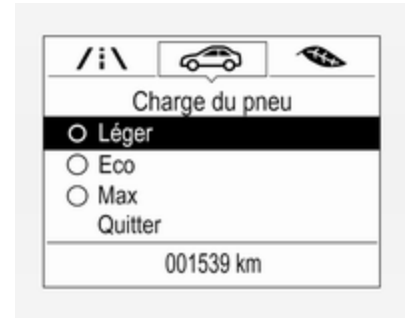 Charge du pneu
Léger
Eco
Max
Quitter
001539 km